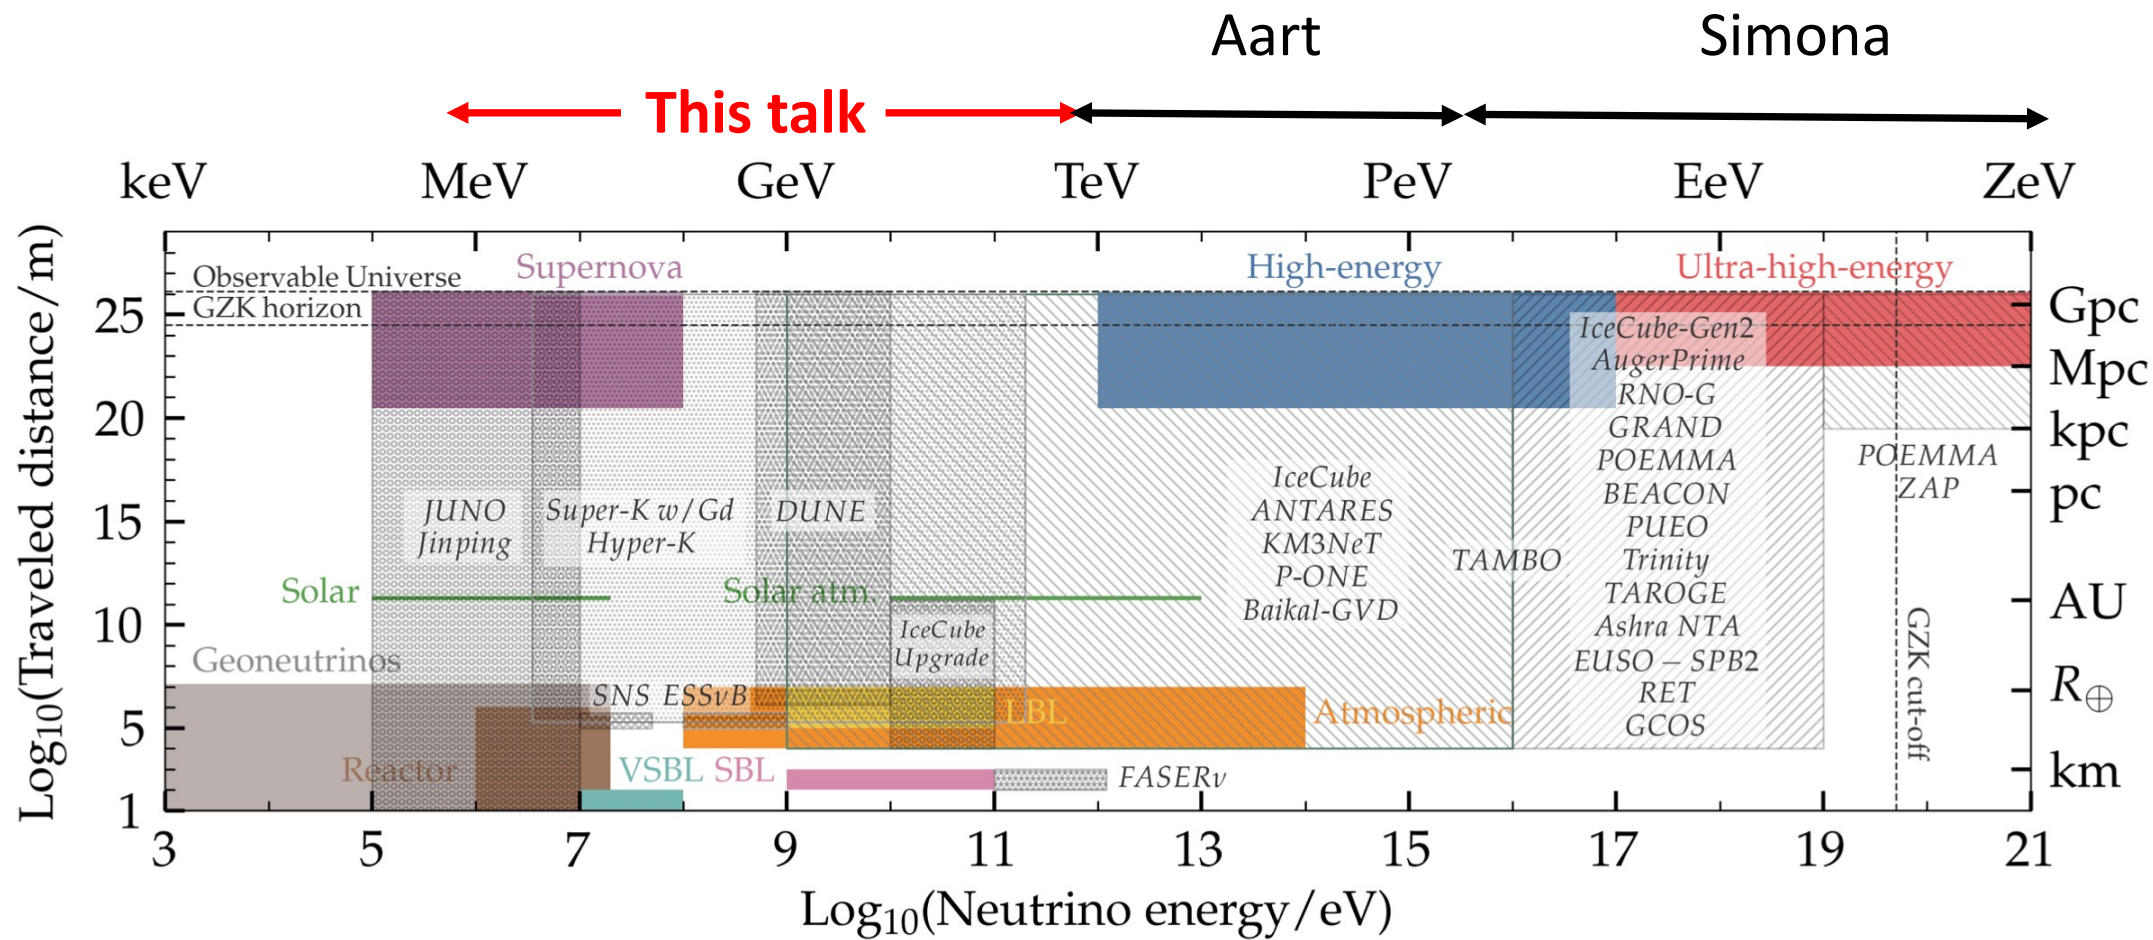 Aart
Simona
This talk
keV
MeV
GeV
TeV
PeV
EeV
ZeV
Observable Universe
Supernova
High-energy
Ultra-high-energy
GZK horizon
25
20
15
10
5
1
Log10(Traveled distance/m)
Gpc
Mpc
kpc
pc
AU
R⊕
km
IceCube-Gen2
AugerPrime
RNO-G
GRAND
POEMMA
BEACON
PUEO
Trinity
TAROGE
Ashra NTA
EUSO – SPB2
RET
GCOS
POEMMA
ZAP
IceCube
ANTARES
KM3NeT
P-ONE
Baikal-GVD
TAMBO
JUNO
Jinping
Super-K w/Gd
Hyper-K
DUNE
Solar
Solar atm.
IceCube
Upgrade
Geoneutrinos
SNS
ESSνB
LBL
Atmospheric
Reactor
VSBL
SBL
FASERν
GZK cut-off
3
5
7
9
11
13
15
17
19
21
Log10(Neutrino energy/eV)